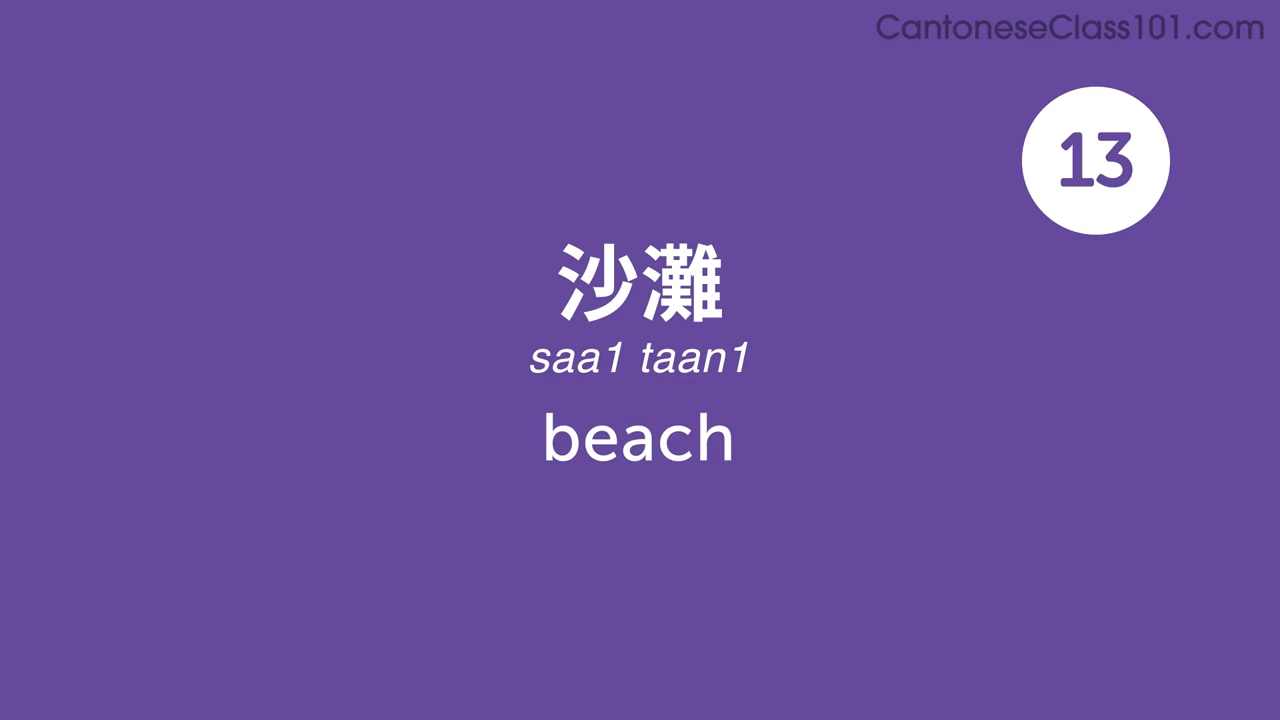 CantoneseClass101.com
13
沙灘
saa1 taan1
beach